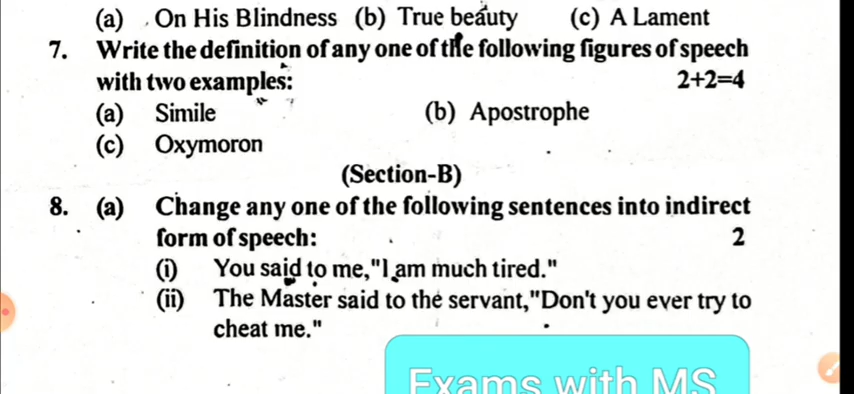 (a) On His Blindness (b) True beauty (c) A Lament
7. Write the definition of any one of the following figures of speech
with two examples: 2+2=4
(a) Simile (b) Apostrophe
(c) Oxymoron
(Section-B)
8. (a) Change any one of the following sentences into indirect
form of speech: 2
(i) You said to me,"I am much tired."
(ii) The Master said to the servant,"Don't you ever try to
cheat me."
Exams with MS